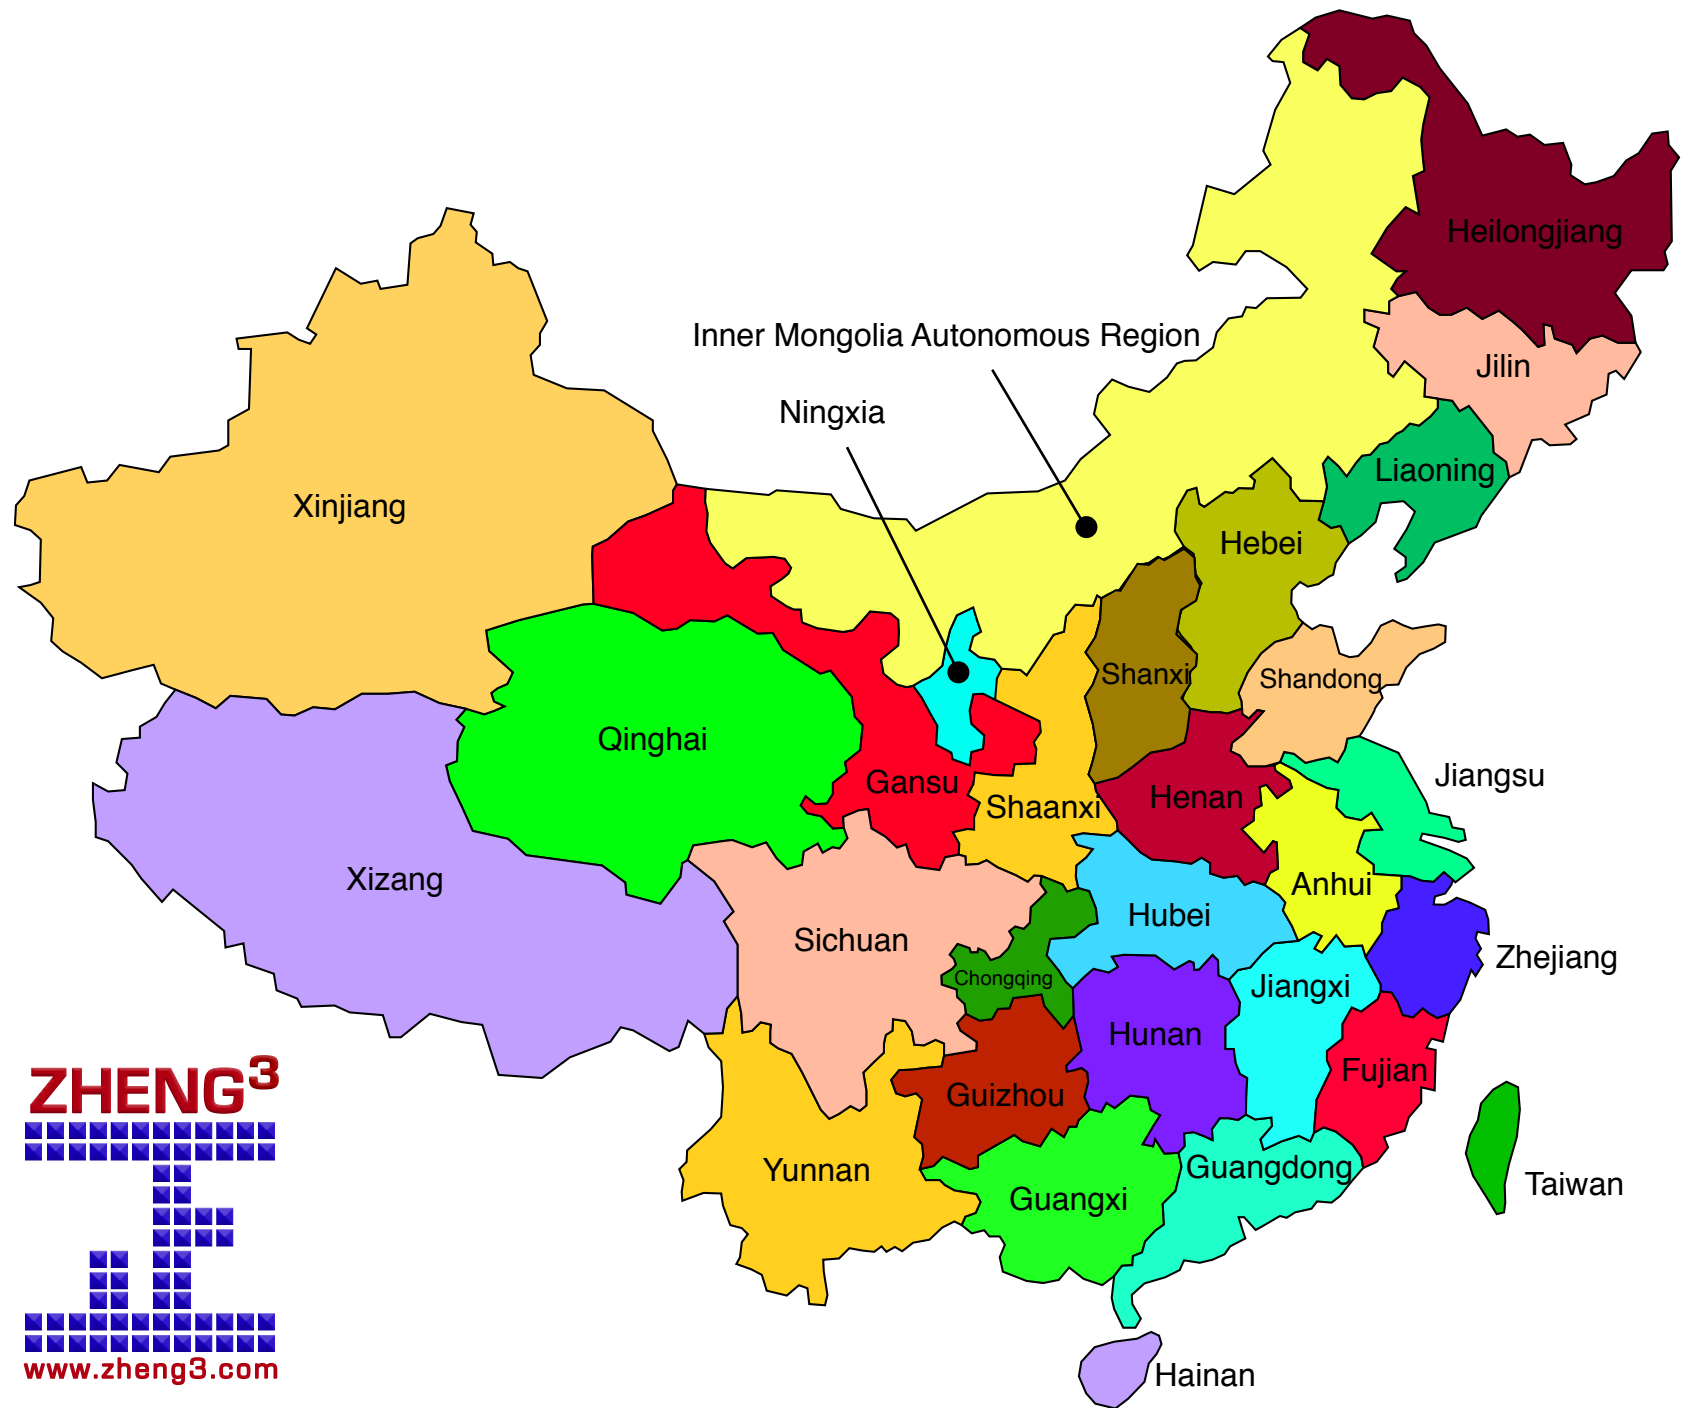 Heilongjiang
Inner Mongolia Autonomous Region
Jilin
Ningxia
Liaoning
Xinjiang
Hebei
Shanxi
Shandong
Qinghai
Jiangsu
Gansu
Henan
Shaanxi
Xizang
Anhui
Hubei
Sichuan
Zhejiang
Chongqing
Jiangxi
Hunan
Fujian
ZHENG³
Guizhou
Yunnan
Guangdong
Taiwan
Guangxi
www.zheng3.com
Hainan